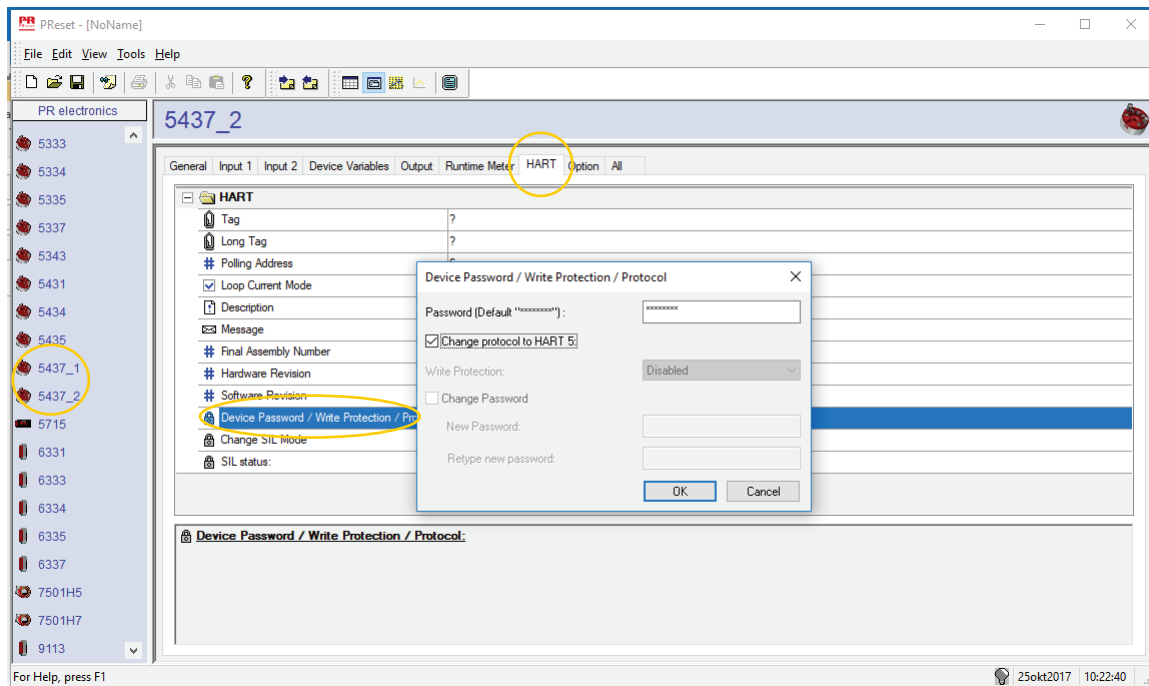 PR PReset - [NoName]
File Edit View Tools Help
PR electronics
5333
5334
5335
5337
5343
5431
5434
5435
5437_1
5437_2
5715
6331
6333
6334
6335
6337
7501H5
7501H7
9113
5437_2
General Input 1 Input 2 Device Variables Output Runtime Meter HART Option All
HART
Tag ?
Long Tag ?
Polling Address
Loop Current Mode
Description
Message
Final Assembly Number
Hardware Revision
Software Revision
Device Password / Write Protection / Pro
Change SIL Mode
SIL status:
Device Password / Write Protection / Protocol
Password (Default "********") : ********
Change protocol to HART 5:
Write Protection: Disabled
Change Password
New Password:
Retype new password:
OK Cancel
Device Password / Write Protection / Protocol:
For Help, press F1 25okt2017 10:22:40